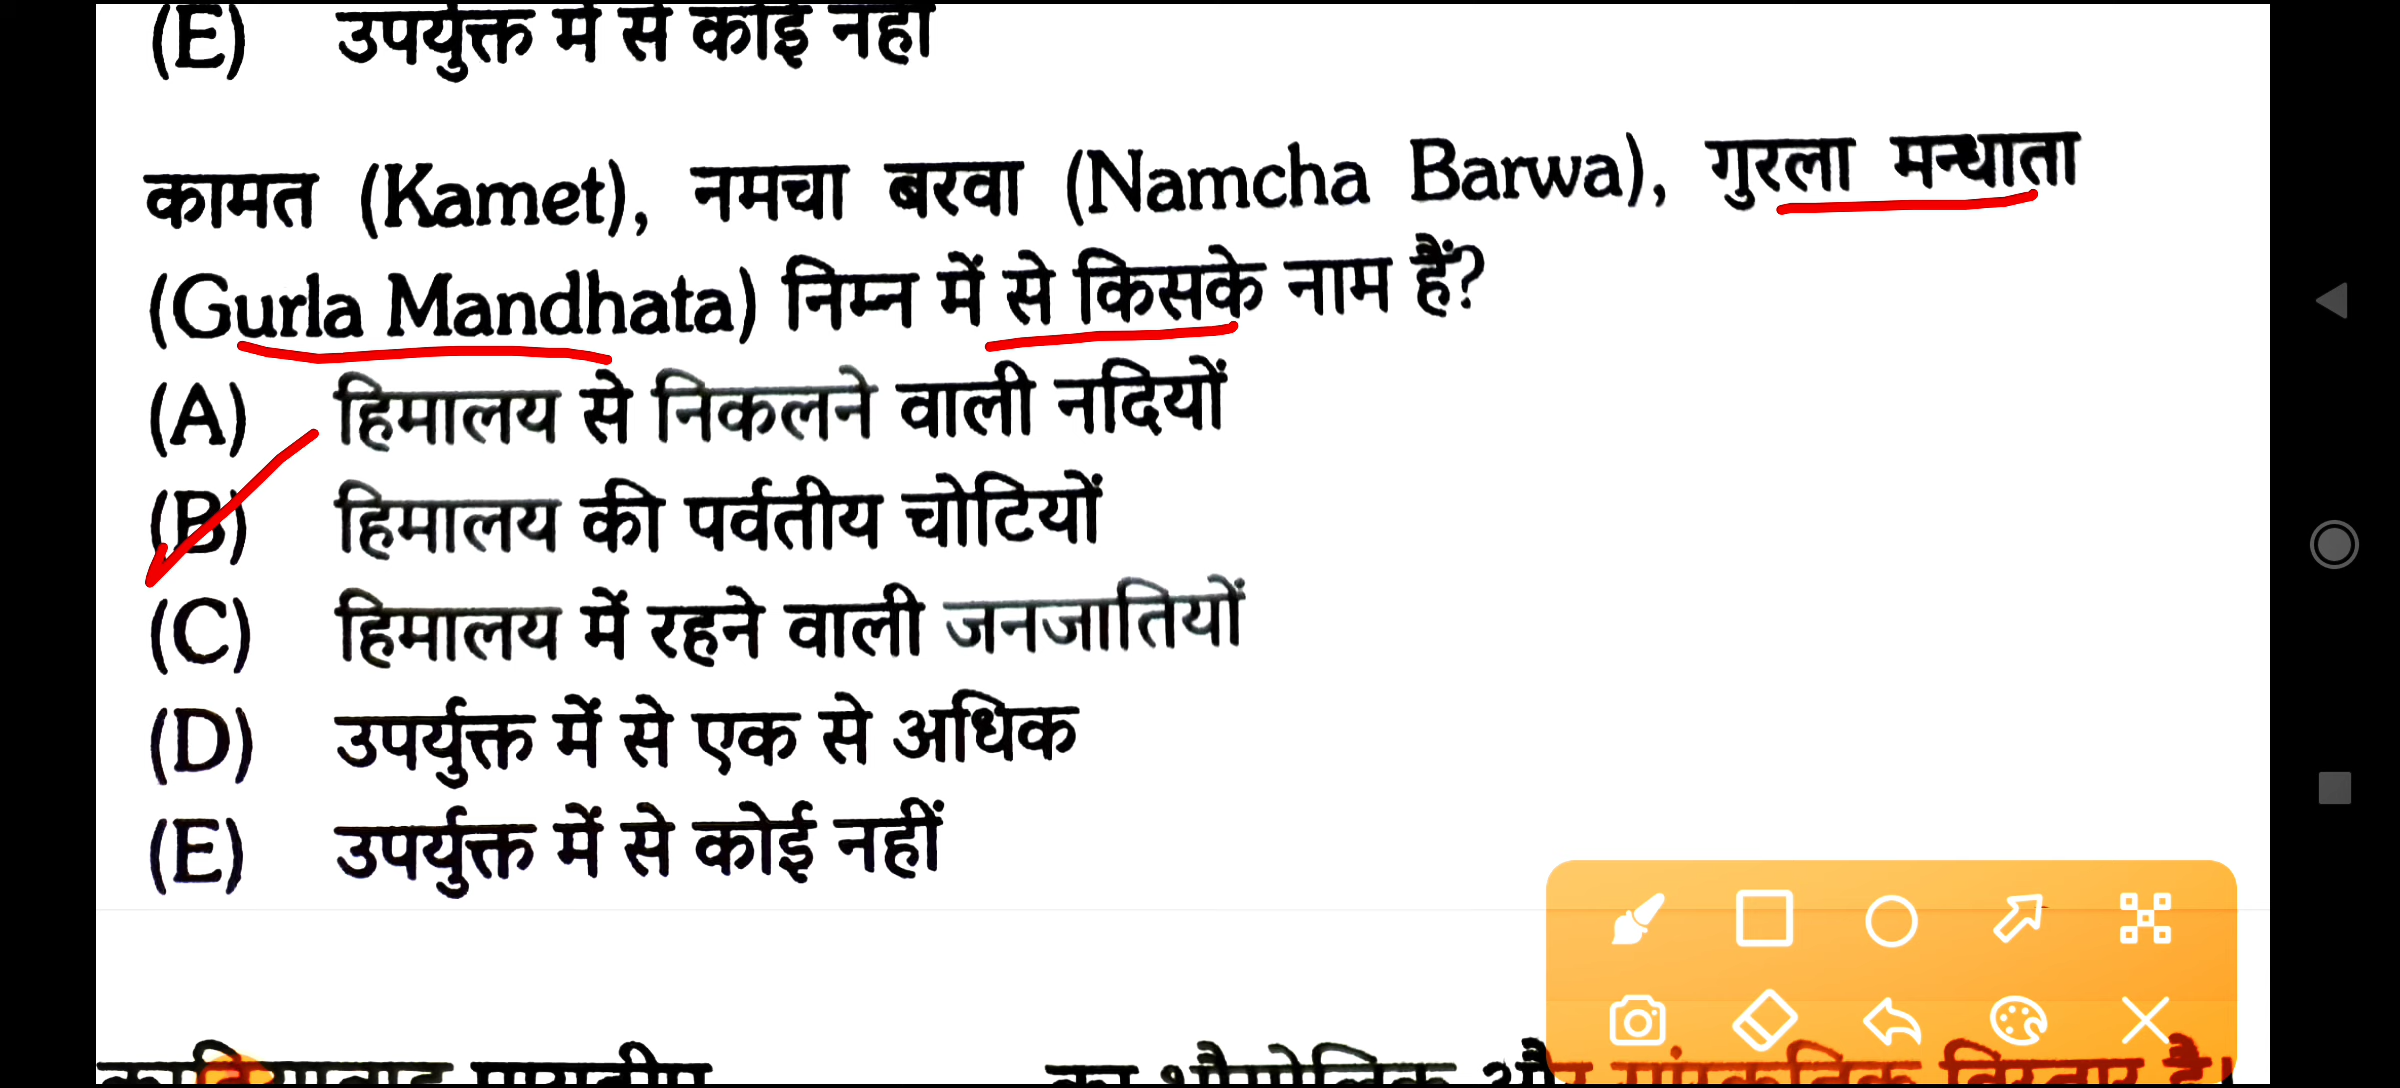 (E) उपर्युक्त में से कोई नहीं
कामत (Kamet), नमचा बरवा (Namcha Barwa), गुरला मन्धाता
(Gurla Mandhata) निम्न में से किसके नाम हैं?
(A) हिमालय से निकलने वाली नदियों
(B) हिमालय की पर्वतीय चोटियों
(C) हिमालय में रहने वाली जनजातियों
(D) उपर्युक्त में से एक से अधिक
(E) उपर्युक्त में से कोई नहीं
का भौगोलिक और सांस्कृतिक विस्तार है।